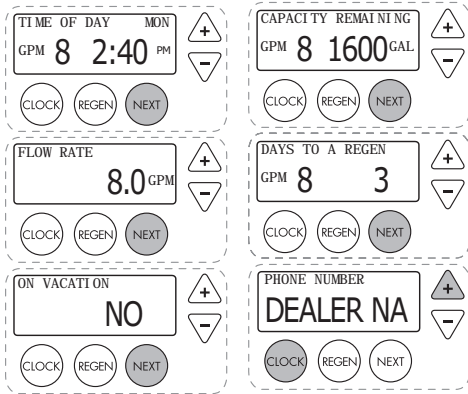 TIME OF DAY MON
GPM 8 2:40 PM
+
−
CLOCK REGEN NEXT
CAPACITY REMAINING
GPM 8 1600 GAL
+
−
CLOCK REGEN NEXT
FLOW RATE
8.0 GPM
+
−
CLOCK REGEN NEXT
DAYS TO A REGEN
GPM 8 3
+
−
CLOCK REGEN NEXT
ON VACATION
NO
+
−
CLOCK REGEN NEXT
PHONE NUMBER
DEALER NA
+
−
CLOCK REGEN NEXT